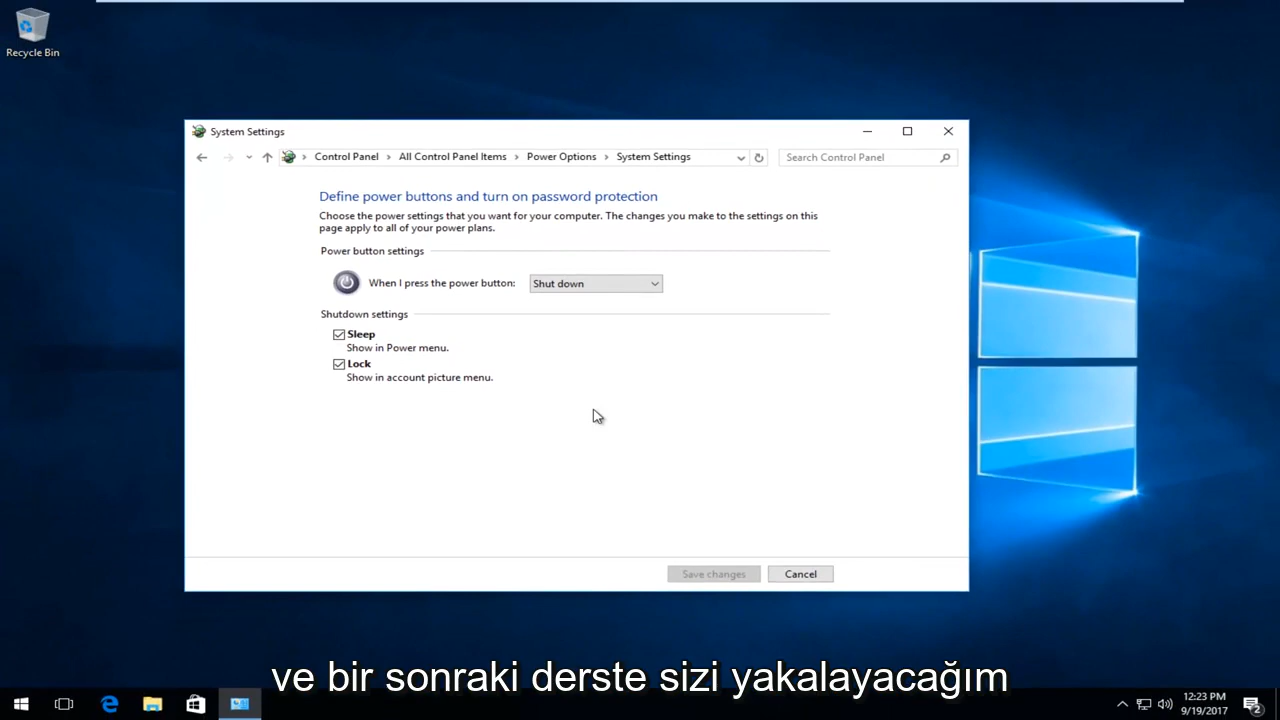 Recycle Bin
System Settings
Control Panel > All Control Panel Items > Power Options > System Settings
Search Control Panel
Define power buttons and turn on password protection
Choose the power settings that you want for your computer. The changes you make to the settings on this
page apply to all of your power plans.
Power button settings
When I press the power button: Shut down
Shutdown settings
Sleep
Show in Power menu.
Lock
Show in account picture menu.
Save changes Cancel
ve bir sonraki derste sizi yakalayacağım
12:23 PM
9/19/2017
2